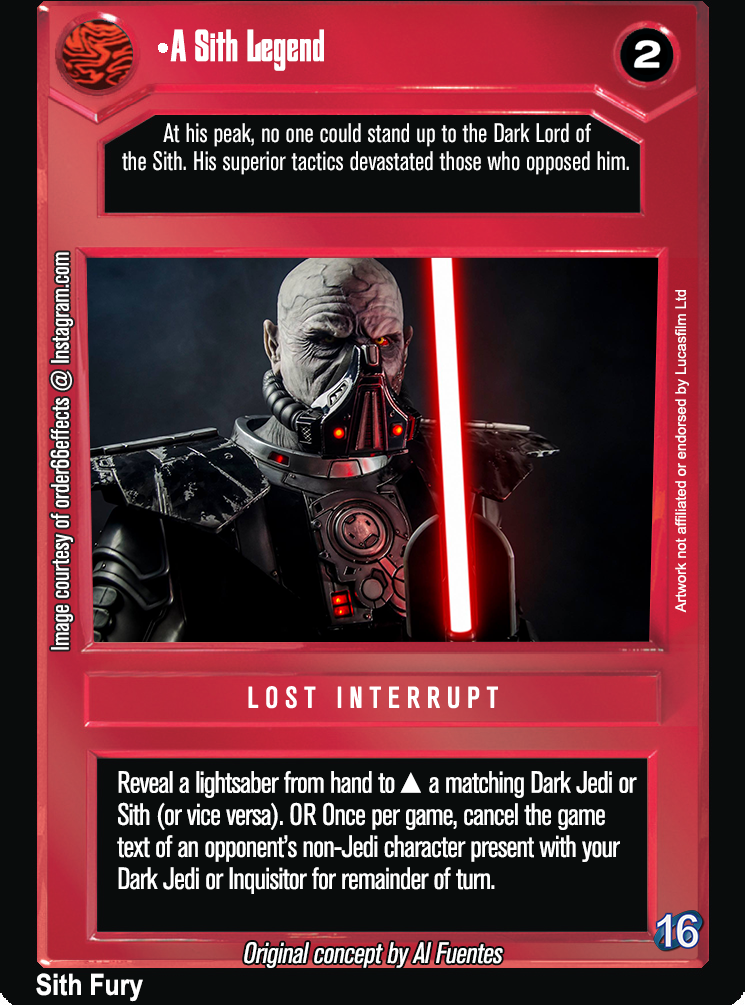 •A Sith Legend
2
At his peak, no one could stand up to the Dark Lord of
the Sith. His superior tactics devastated those who opposed him.
Image courtesy of order66effects @ Instagram.com
Artwork not affiliated or endorsed by Lucasfilm Ltd
LOST INTERRUPT
Reveal a lightsaber from hand to ▲ a matching Dark Jedi or
Sith (or vice versa). OR Once per game, cancel the game
text of an opponent's non-Jedi character present with your
Dark Jedi or Inquisitor for remainder of turn.
16
Original concept by Al Fuentes
Sith Fury